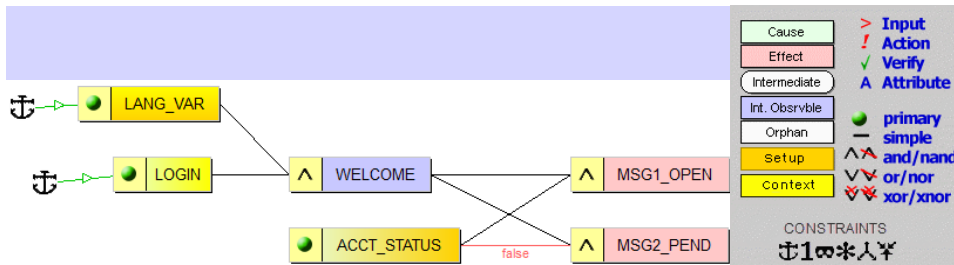 LANG_VAR
LOGIN
WELCOME
MSG1_OPEN
ACCT_STATUS
false
MSG2_PEND
Cause
Effect
Intermediate
Int. Obsrvble
Orphan
Setup
Context
> Input
! Action
√ Verify
A Attribute
primary
simple
and/nand
or/nor
xor/xnor
CONSTRAINTS